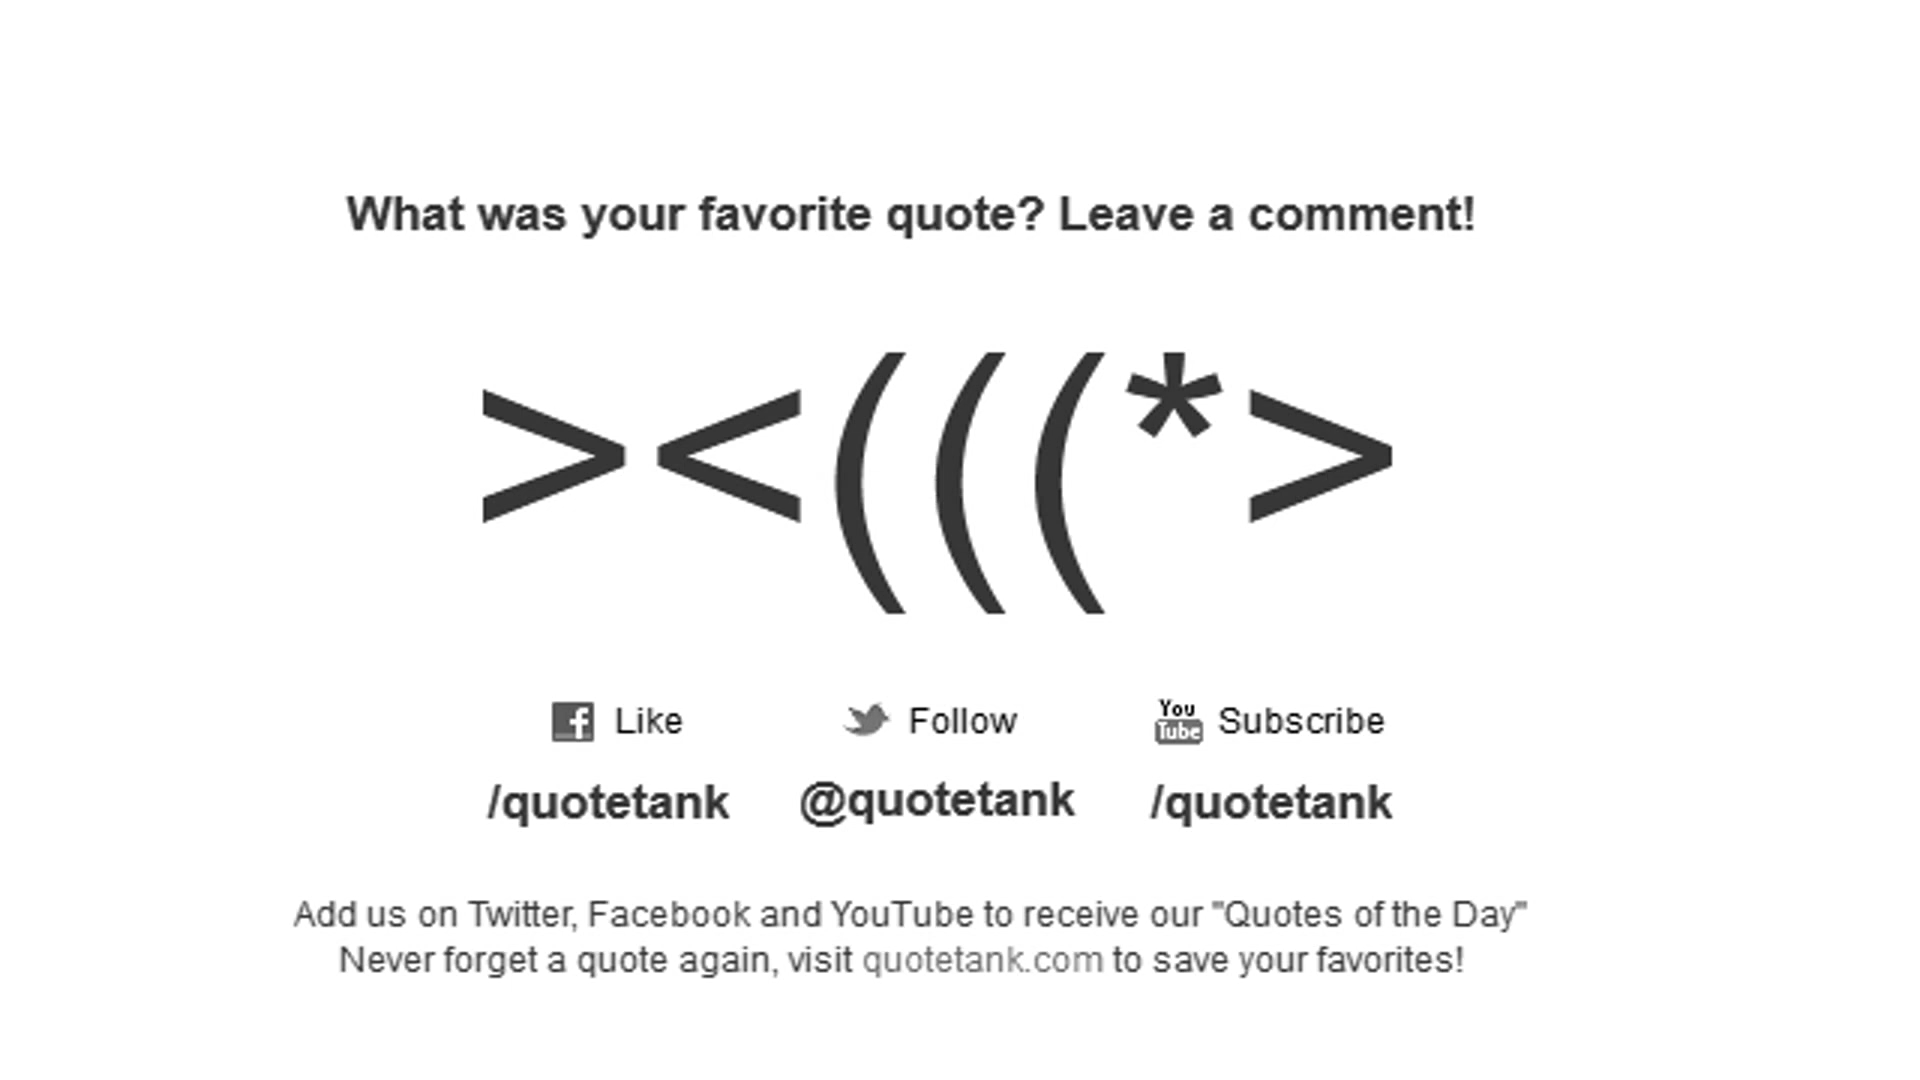 What was your favorite quote? Leave a comment!
><(((*>
f Like Follow You Tube Subscribe
/quotetank @quotetank /quotetank
Add us on Twitter, Facebook and YouTube to receive our "Quotes of the Day"
Never forget a quote again, visit quotetank.com to save your favorites!